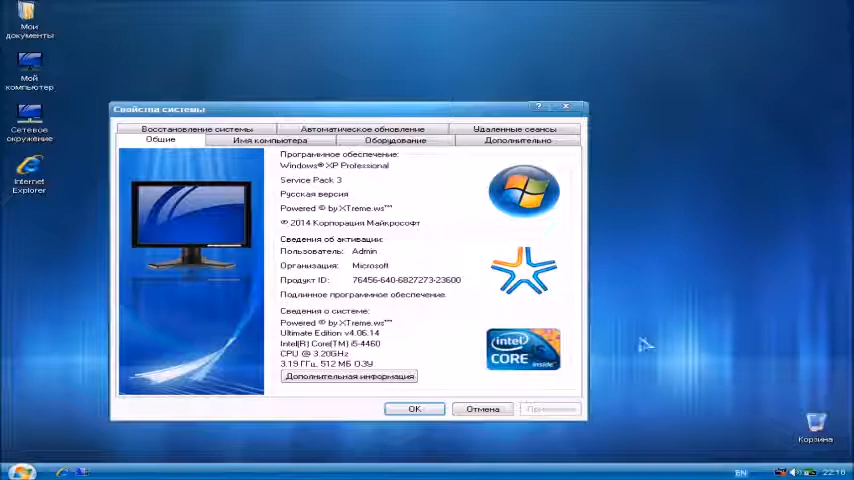 Мои
документы
Мой
компьютер
Сетевое
окружение
Internet
Explorer
Свойства системы
Восстановление системы
Автоматическое обновление
Удаленные сеансы
Общие
Имя компьютера
Оборудование
Дополнительно
Программное обеспечение:
Windows® XP Professional
Service Pack 3
Русская версия
Powered ® by XTreme.ws™
© 2014 Корпорация Майкрософт
Сведения об активации:
Пользователь: Admin
Организация: Microsoft
Продукт ID: 76456-640-6827273-23600
Подлинное программное обеспечение.
Сведения о системе:
Powered ® by XTreme.ws™
Ultimate Edition v4.06.14
Intel(R) Core(TM) i5-4460
CPU @ 3.20GHz
3.19 ГГц, 512 МБ ОЗУ
Дополнительная информация
intel
CORE
inside
OK
Отмена
Применить
Корзина
EN
22:16